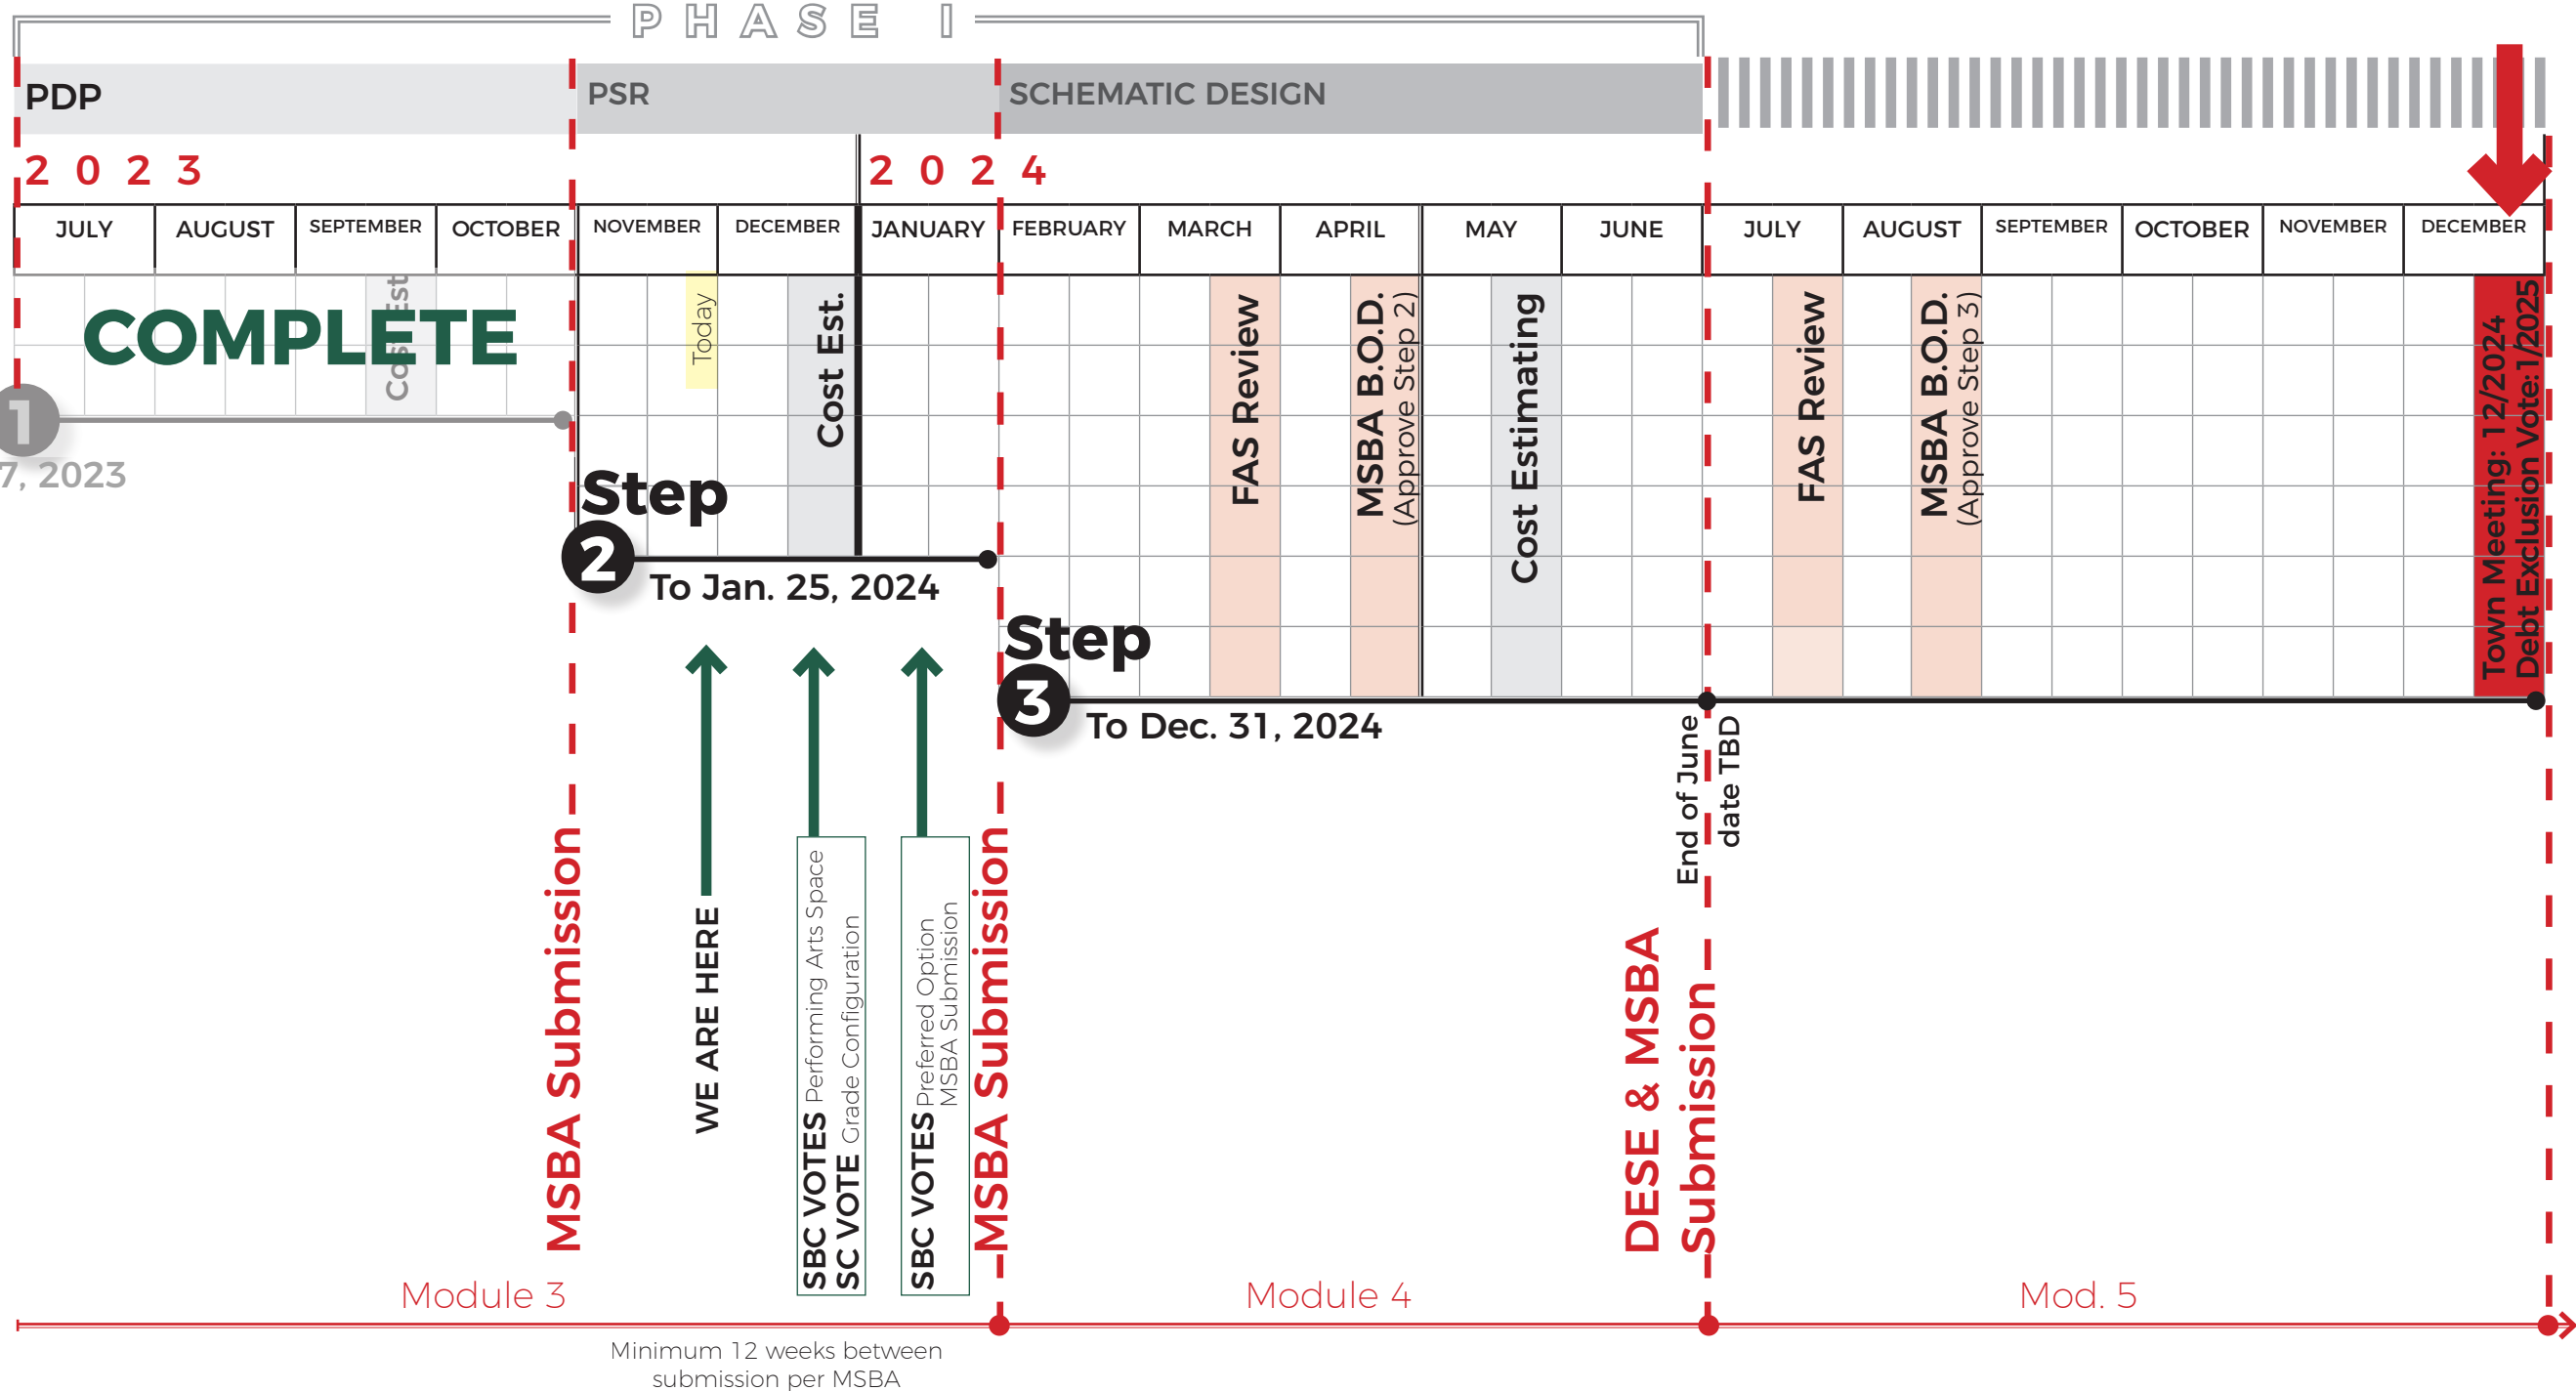 PHASE I
PDP
PSR
SCHEMATIC DESIGN
2023
2024
JULY
AUGUST
SEPTEMBER
OCTOBER
NOVEMBER
DECEMBER
JANUARY
FEBRUARY
MARCH
APRIL
MAY
JUNE
JULY
AUGUST
SEPTEMBER
OCTOBER
NOVEMBER
DECEMBER
COMPLETE
Cost Est
Today
Cost Est.
FAS Review
MSBA B.O.D.
(Approve Step 2)
Cost Estimating
FAS Review
MSBA B.O.D.
(Approve Step 3)
Town Meeting: 12/2024
Debt Exclusion Vote:1/2025
1
7, 2023
Step
2
To Jan. 25, 2024
Step
3
To Dec. 31, 2024
End of June
date TBD
MSBA Submission
WE ARE HERE
SBC VOTES Performing Arts Space
SC VOTE Grade Configuration
SBC VOTES Preferred Option
MSBA Submission
MSBA Submission
DESE & MSBA
Submission
Module 3
Module 4
Mod. 5
Minimum 12 weeks between
submission per MSBA